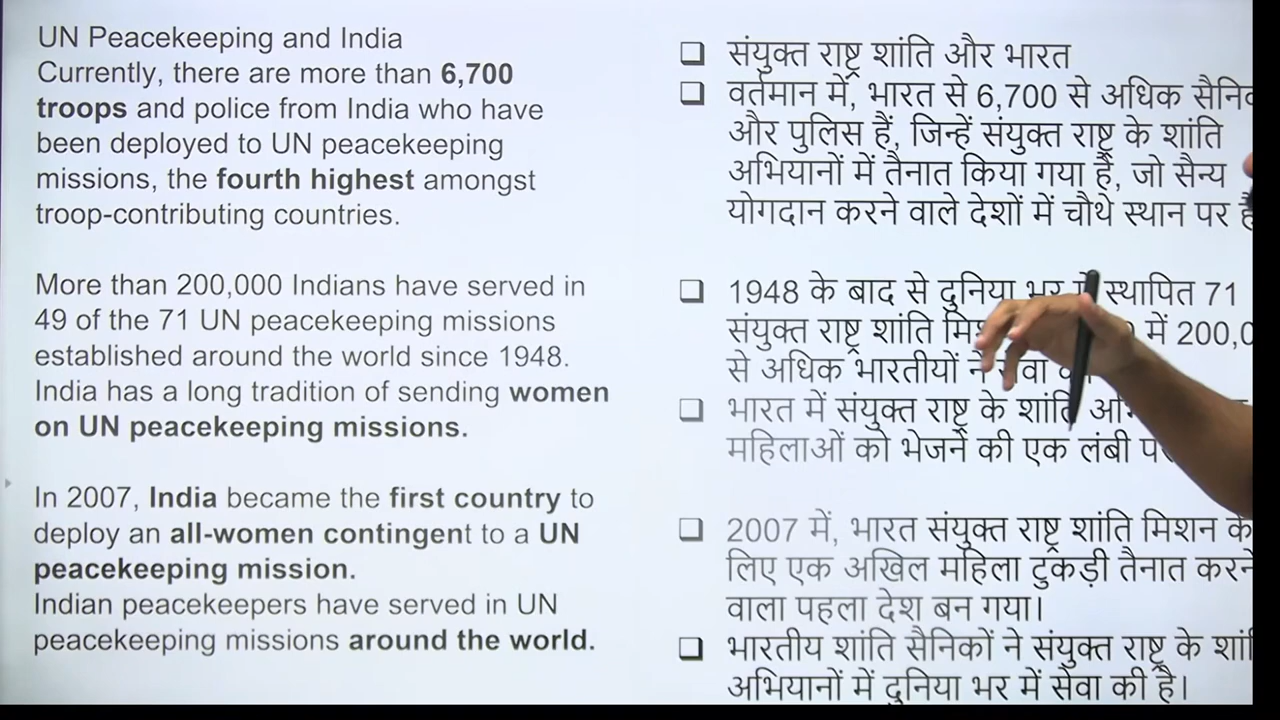 UN Peacekeeping and India
Currently, there are more than 6,700
troops and police from India who have
been deployed to UN peacekeeping
missions, the fourth highest amongst
troop-contributing countries.
More than 200,000 Indians have served in
49 of the 71 UN peacekeeping missions
established around the world since 1948.
India has a long tradition of sending women
on UN peacekeeping missions.
In 2007, India became the first country to
deploy an all-women contingent to a UN
peacekeeping mission.
Indian peacekeepers have served in UN
peacekeeping missions around the world.
संयुक्त राष्ट्र शांति और भारत
वर्तमान में, भारत से 6,700 से अधिक
और पुलिस हैं, जिन्हें संयुक्त राष्ट्र के शांति
अभियानों में तैनात किया गया है, जो सैन्य
योगदान करने वाले देशों में चौथे स्थान पर
1948 के बाद से दुनिया भर स्थापित 71
संयुक्त राष्ट्र शांति में
से अधिक भारतीयों ने
भारत में संयुक्त राष्ट्र के शांति
महिलाओं को भेजने की एक लंबी
2007 में, भारत संयुक्त राष्ट्र शांति मिशन के
लिए एक अखिल महिला टुकड़ी तैनात करने
वाला पहला देश बन गया।
भारतीय शांति सैनिकों ने संयुक्त राष्ट्र के
अभियानों में दुनिया भर में सेवा की है।